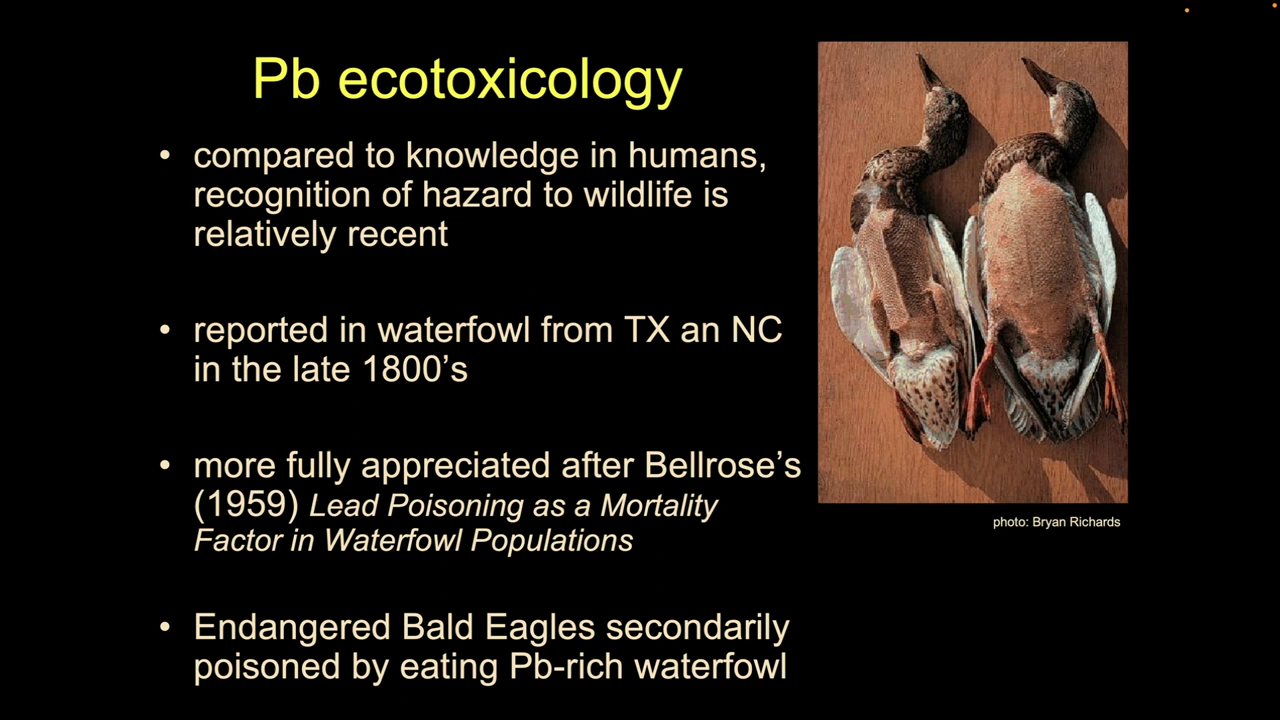 Pb ecotoxicology
• compared to knowledge in humans,
recognition of hazard to wildlife is
relatively recent
• reported in waterfowl from TX an NC
in the late 1800’s
• more fully appreciated after Bellrose’s
(1959) Lead Poisoning as a Mortality
Factor in Waterfowl Populations
photo: Bryan Richards
• Endangered Bald Eagles secondarily
poisoned by eating Pb-rich waterfowl